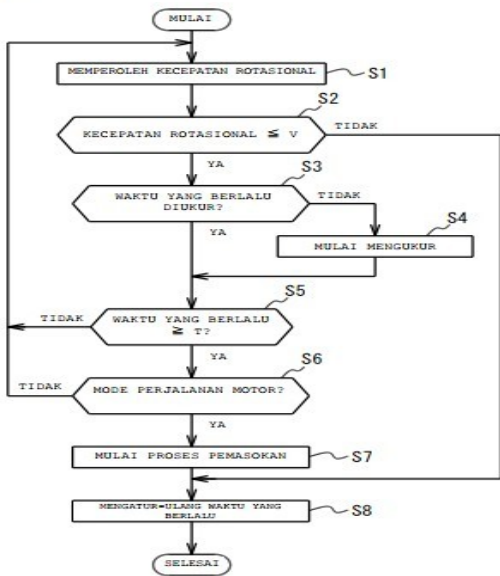 MULAI
MEMPEROLEH KECEPATAN ROTASIONAL
S1
S2
KECEPATAN ROTASIONAL ≦ V
TIDAK
YA
S3
WAKTU YANG BERLALU
DIUKUR?
TIDAK
YA
S4
MULAI MENGUKUR
S5
WAKTU YANG BERLALU
≧ T?
TIDAK
YA
S6
MODE PERJALANAN MOTOR?
TIDAK
YA
MULAI PROSES PEMASOKAN
S7
MENGATUR-ULANG WAKTU YANG
BERLALU
S8
SELESAI